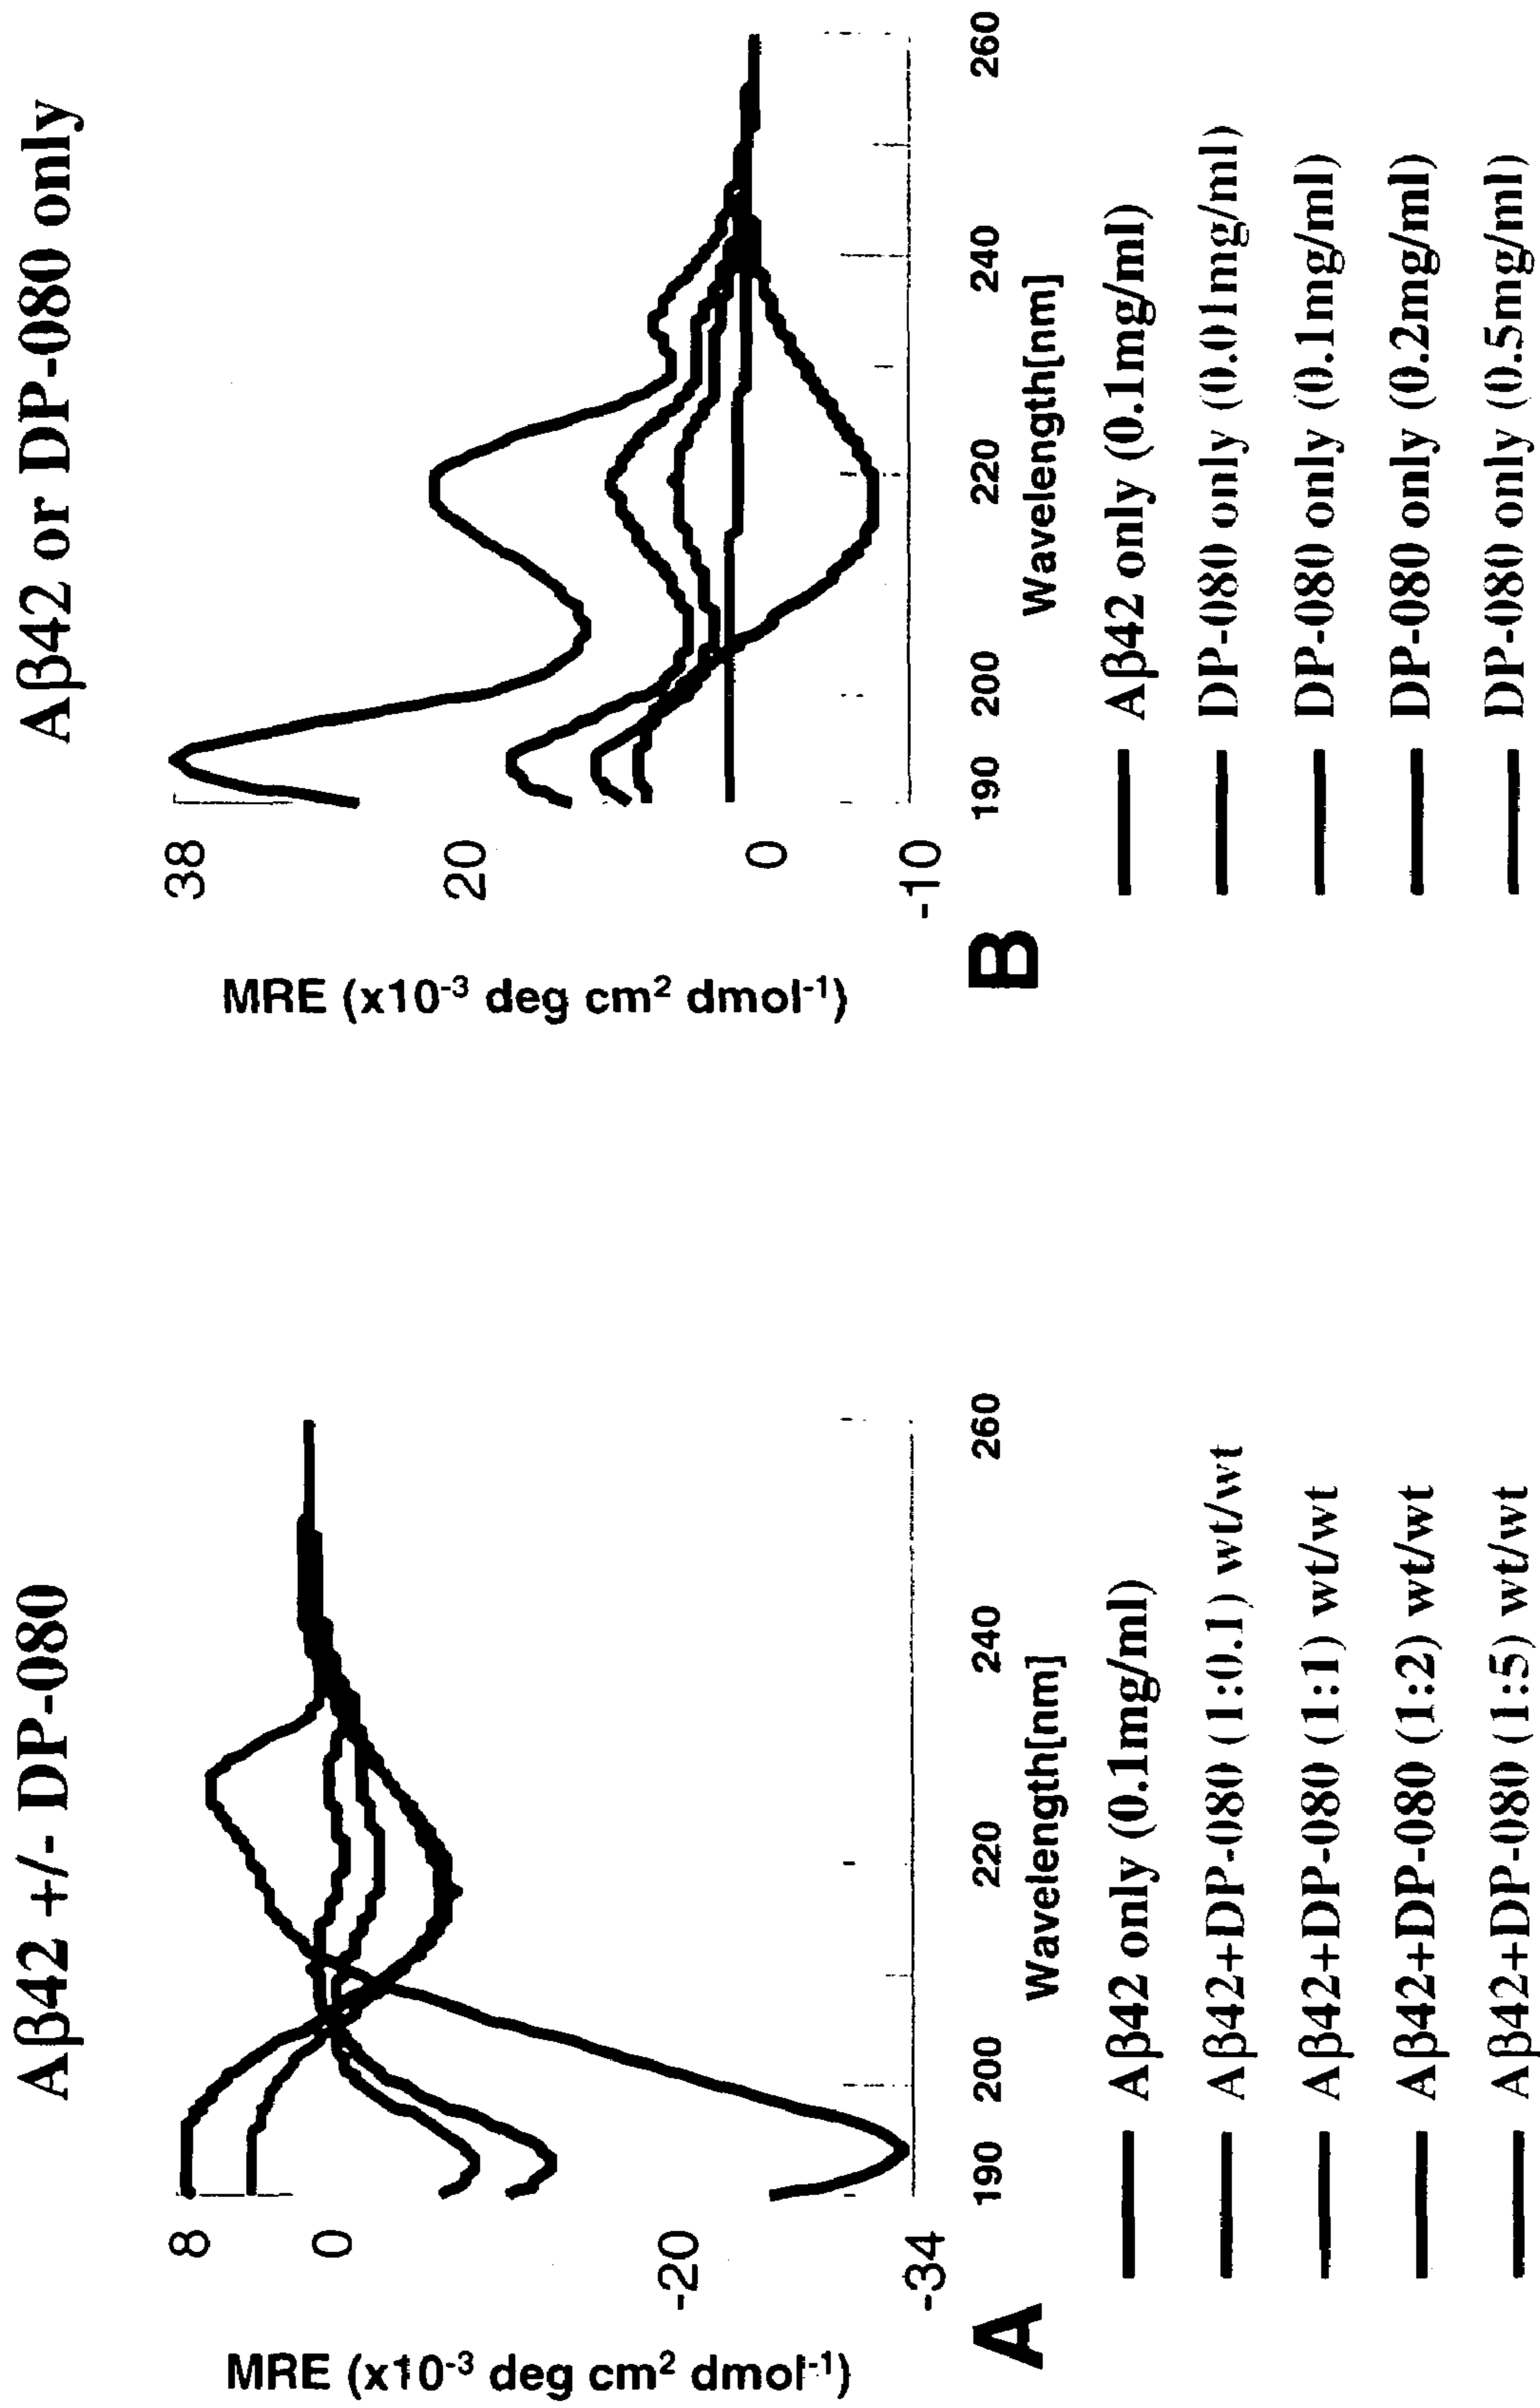 Aβ42 +/- DP-080
MRE (x10-3 deg cm2 dmol-1)
8
0
-20
-34
190 200 220 240 260
Wavelength[nm]
A
Aβ42 only (0.1mg/ml)
Aβ42+DP-080 (1:0.1) wt/wt
Aβ42+DP-080 (1:1) wt/wt
Aβ42+DP-080 (1:2) wt/wt
Aβ42+DP-080 (1:5) wt/wt
Aβ42 or DP-080 only
MRE (x10-3 deg cm2 dmol-1)
38
20
0
-10
190 200 220 240 260
Wavelength[nm]
B
Aβ42 only (0.1mg/ml)
DP-080 only (0.01mg/ml)
DP-080 only (0.1mg/ml)
DP-080 only (0.2mg/ml)
DP-080 only (0.5mg/ml)